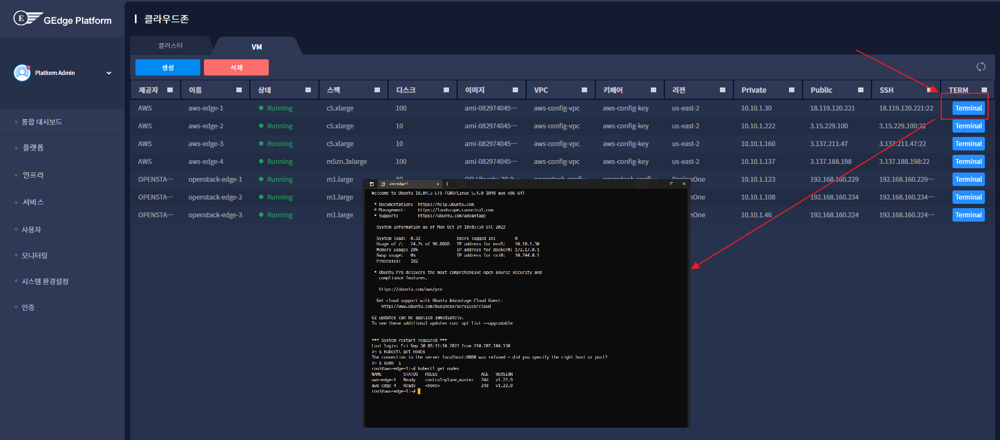 E GEdge Platform
Platform Admin
통합 대시보드
플랫폼
인프라
서비스
사용자
모니터링
시스템 환경설정
인증
클라우드존
클러스터 VM
생성 삭제
제공자 이름 상태 스펙 디스크 이미지 VPC 키페어 리전 Private Public SSH TERM
AWS aws-edge-1 Running c5.xlarge 100 ami-082974045··· aws-config-vpc aws-config-key us-east-2 10.10.1.30 18.119.120.221 18.119.120.221:22 Terminal
AWS aws-edge-2 Running c5.xlarge 10 ami-082974045··· aws-config-vpc aws-config-key us-east-2 10.10.1.222 3.15.229.100 3.15.229.100:22 Terminal
AWS aws-edge-3 Running c5.xlarge 10 ami-082974045··· aws-config-vpc aws-config-key us-east-2 10.10.1.160 3.137.211.47 3.137.211.47:22 Terminal
AWS aws-edge-4 Running m5zn.3xlarge 100 ami-082974045··· aws-config-vpc aws-config-key us-east-2 10.10.1.137 3.137.188.198 3.137.188.198:22 Terminal
OPENSTA··· openstack-edge-1 Running m1.large 10.10.1.123 192.168.160.229 192.168.160.229··· Terminal
OPENSTA··· openstack-edge-2 Running m1.large nOne 10.10.1.108 192.168.160.234 192.168.160.234··· Terminal
OPENSTA··· openstack-edge-3 Running m1.large nOne 10.10.1.46 192.168.160.224 192.168.160.224··· Terminal
aws-edge-1
Welcome to Ubuntu 18.04.5 LTS (GNU/Linux 5.4.0 1048 aws x86 64)
* Documentation: https://help.ubuntu.com
* Management: https://landscape.canonical.com
* Support: https://ubuntu.com/advantage
System information as of Mon Oct 24 10:05:59 UTC 2022
System load: 0.32 Users logged in: 0
Usage of /: 24.2% of 96.88GB IP address for ens5: 10.10.1.30
Memory usage: 28% IP address for docker0: 172.17.0.1
Swap usage: 0% IP address for cni0: 10.244.0.1
Processes: 182
* Ubuntu Pro delivers the most comprehensive open source security and
compliance features.
https://ubuntu.com/aws/pro
Get cloud support with Ubuntu Advantage Cloud Guest:
http://www.ubuntu.com/business/services/cloud
62 updates can be applied immediately.
To see these additional updates run: apt list --upgradable
*** System restart required ***
Last login: Fri Sep 30 05:11:10 2022 from 210.207.104.130
:~ $ kubectl get nodes
The connection to the server localhost:8080 was refused - did you specify the right host or port?
:~ $ sudo i
root@aws-edge-1:~# kubectl get nodes
NAME STATUS ROLES AGE VERSION
aws-edge-1 Ready control-plane,master 24d v1.22.9
aws edge 4 Ready <none> 24d v1.22.9
root@aws-edge-1:~#